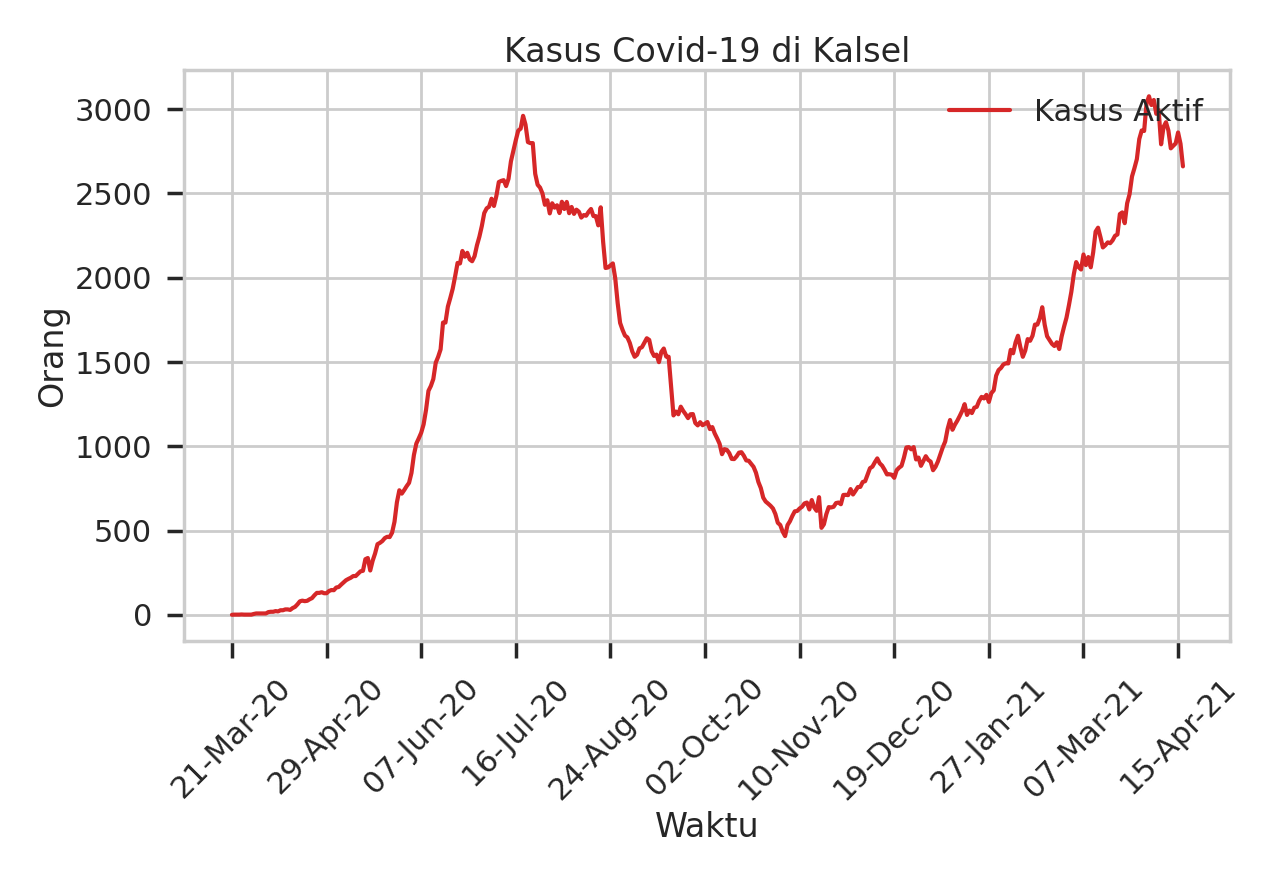 Kasus Covid-19 di Kalsel
Kasus Aktif
3000
2500
2000
1500
1000
500
0
Orang
21-Mar-20
29-Apr-20
07-Jun-20
16-Jul-20
24-Aug-20
02-Oct-20
10-Nov-20
19-Dec-20
27-Jan-21
07-Mar-21
15-Apr-21
Waktu